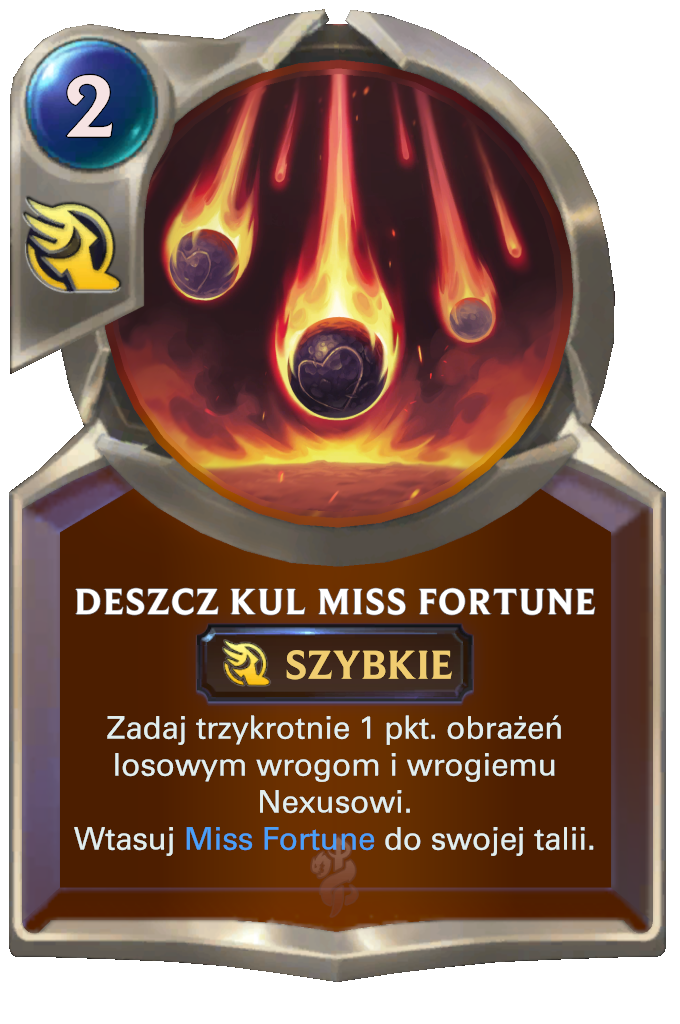 2
DESZCZ KUL MISS FORTUNE
SZYBKIE
Zadaj trzykrotnie 1 pkt. obrażeń
losowym wrogom i wrogiemu
Nexusowi.
Wtasuj Miss Fortune do swojej talii.